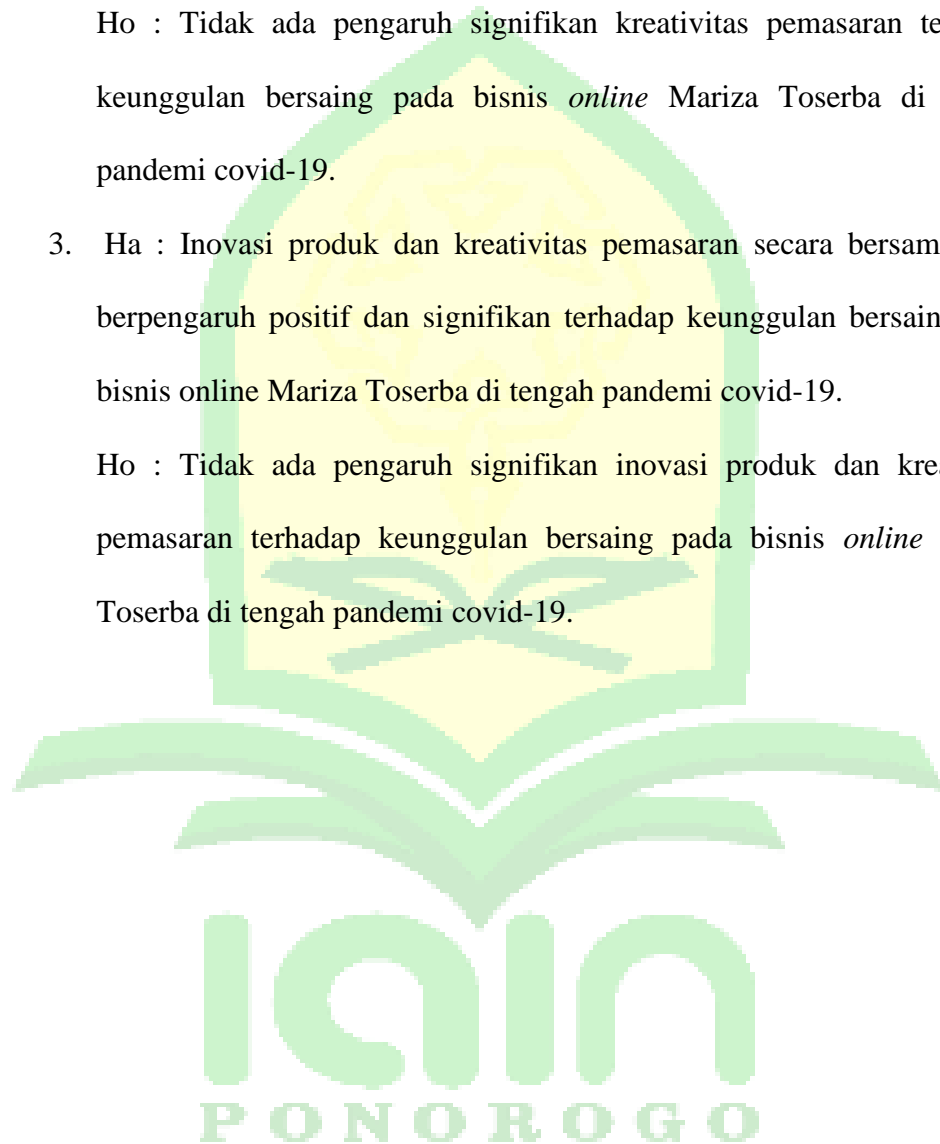 Ho : Tidak ada pengaruh signifikan kreativitas pemasaran te
keunggulan bersaing pada bisnis online Mariza Toserba di
pandemi covid-19.
3. Ha : Inovasi produk dan kreativitas pemasaran secara bersam
berpengaruh positif dan signifikan terhadap keunggulan bersain
bisnis online Mariza Toserba di tengah pandemi covid-19.
Ho : Tidak ada pengaruh signifikan inovasi produk dan krea
pemasaran terhadap keunggulan bersaing pada bisnis online
Toserba di tengah pandemi covid-19.
IAIN
PONOROGO